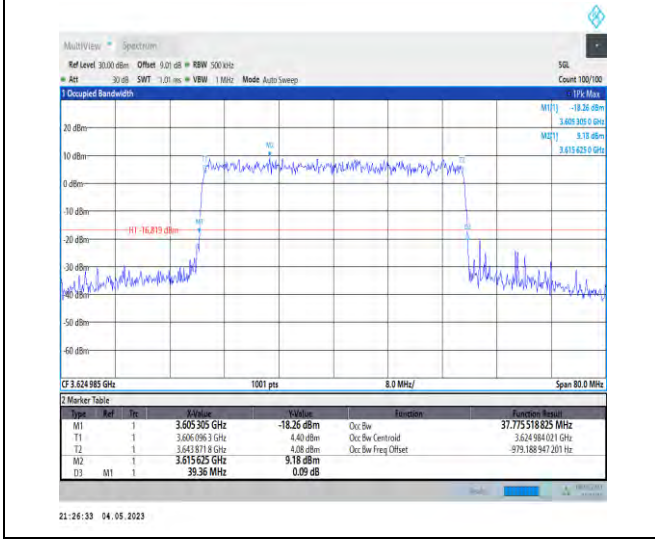 MultiView Spectrum
Ref Level 30.00 dBm Offset 9.01 dB RBW 500 kHz SGL
Att 30 dB SWT 1.01 ms VBW 1 MHz Mode Auto Sweep Count 100/100
1 Occupied Bandwidth 1Pk Max
M1[1] -18.26 dBm
3.605 305 0 GHz
M2[1] 9.18 dBm
3.615 625 0 GHz
20 dBm
10 dBm
0 dBm
-10 dBm
H1 -16.819 dBm
-20 dBm
-30 dBm
-40 dBm
-50 dBm
-60 dBm
M2
T1
T2
M1
D3
CF 3.624 985 GHz 1001 pts 8.0 MHz/ Span 80.0 MHz
2 Marker Table
Type Ref Trc X-Value Y-Value Function Function Result
M1 1 3.605305 GHz -18.26 dBm Occ Bw 37.775 518 825 MHz
T1 1 3.606 096 3 GHz 4.40 dBm Occ Bw Centroid 3.624 984 021 GHz
T2 1 3.643 871 8 GHz 4.08 dBm Occ Bw Freq Offset -979.188 947 201 Hz
M2 1 3.615 625 GHz 9.18 dBm
D3 M1 1 39.36 MHz 0.09 dB
21:26:33 04.05.2023